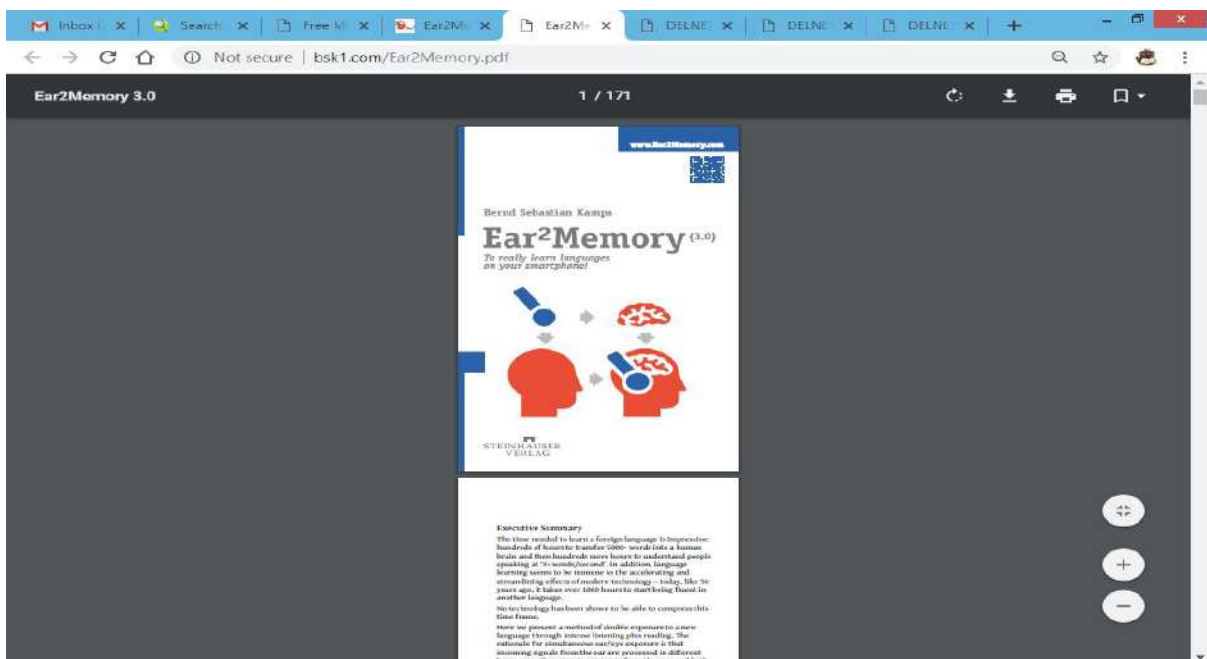 Inbox (
Search
Free M
Ear2Me
Ear2Me
DELNE
DELNE
DELNE
Not secure | bsk1.com/Ear2Memory.pdf
Ear2Memory 3.0
1 / 171
www.Ear2Memory.com
Bernd Sebastian Kamps
Ear2Memory (3.0)
To really learn languages
on your smartphone!
STEINHÄUSER
VERLAG
Executive Summary
The time needed to learn a foreign language is impressive:
hundreds of hours to transfer 5000+ words into a human
brain and then hundreds more hours to understand people
speaking at '3+ words/second'. In addition, language
learning seems to be immune to the accelerating and
streamlining effects of modern technology – today, like 50
years ago, it takes over 1000 hours to start being fluent in
another language.
No technology has been shown to be able to compress this
time frame.
Here we present a method of double exposure to a new
language through intense listening plus reading. The
rationale for simultaneous ear/eye exposure is that
incoming signals from the ear are processed in different